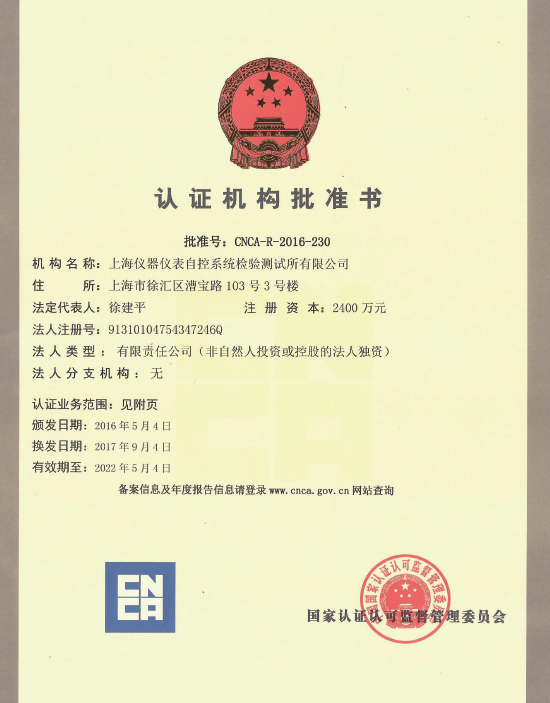 认证机构批准书
批准号：CNCA-R-2016-230
机构名称：上海仪器仪表自控系统检验测试所有限公司
住 所：上海市徐汇区漕宝路 103 号 3 号楼
法定代表人：徐建平 注 册 资 本：2400 万元
法人注册号：91310104754347246Q
法 人 类 型 ：有限责任公司（非自然人投资或控股的法人独资）
法 人 分 支 机 构 ：无
认证业务范围：见附页
颁发日期：2016 年 5 月 4 日
换发日期：2017 年 9 月 4 日
有效期至：2022 年 5 月 4 日
备案信息及年度报告信息请登录 www.cnca.gov.cn 网站查询
CN
CA
国家认证认可监督管理委员会